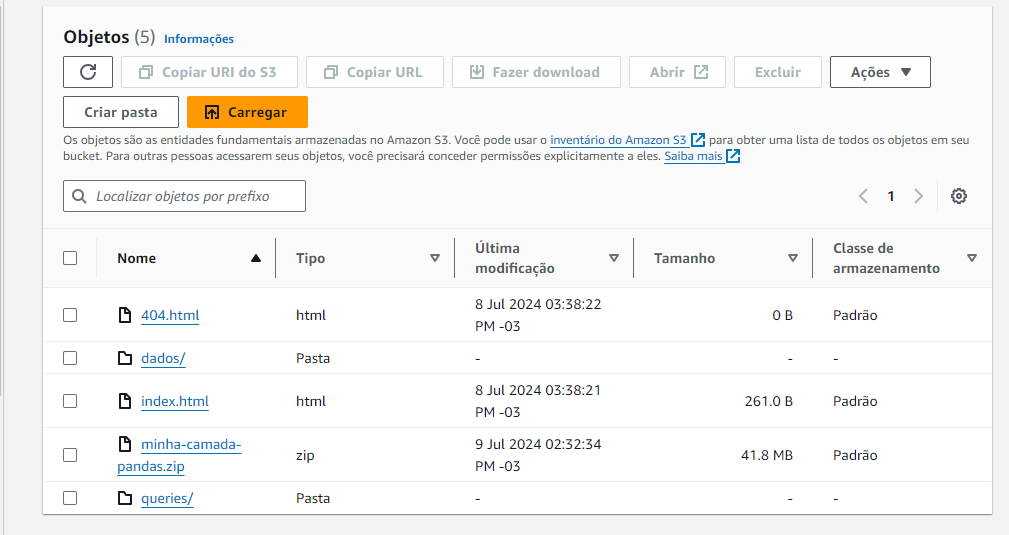 Objetos (5) Informações
Copiar URI do S3 Copiar URL Fazer download Abrir Excluir Ações
Criar pasta Carregar
Os objetos são as entidades fundamentais armazenadas no Amazon S3. Você pode usar o inventário do Amazon S3 para obter uma lista de todos os objetos em seu
bucket. Para outras pessoas acessarem seus objetos, você precisará conceder permissões explicitamente a eles. Saiba mais
Localizar objetos por prefixo 1
Nome Tipo Última modificação Tamanho Classe de armazenamento
404.html html 8 Jul 2024 03:38:22 PM -03 0 B Padrão
dados/ Pasta - - -
index.html html 8 Jul 2024 03:38:21 PM -03 261.0 B Padrão
minha-camada-pandas.zip zip 9 Jul 2024 02:32:34 PM -03 41.8 MB Padrão
queries/ Pasta - - -